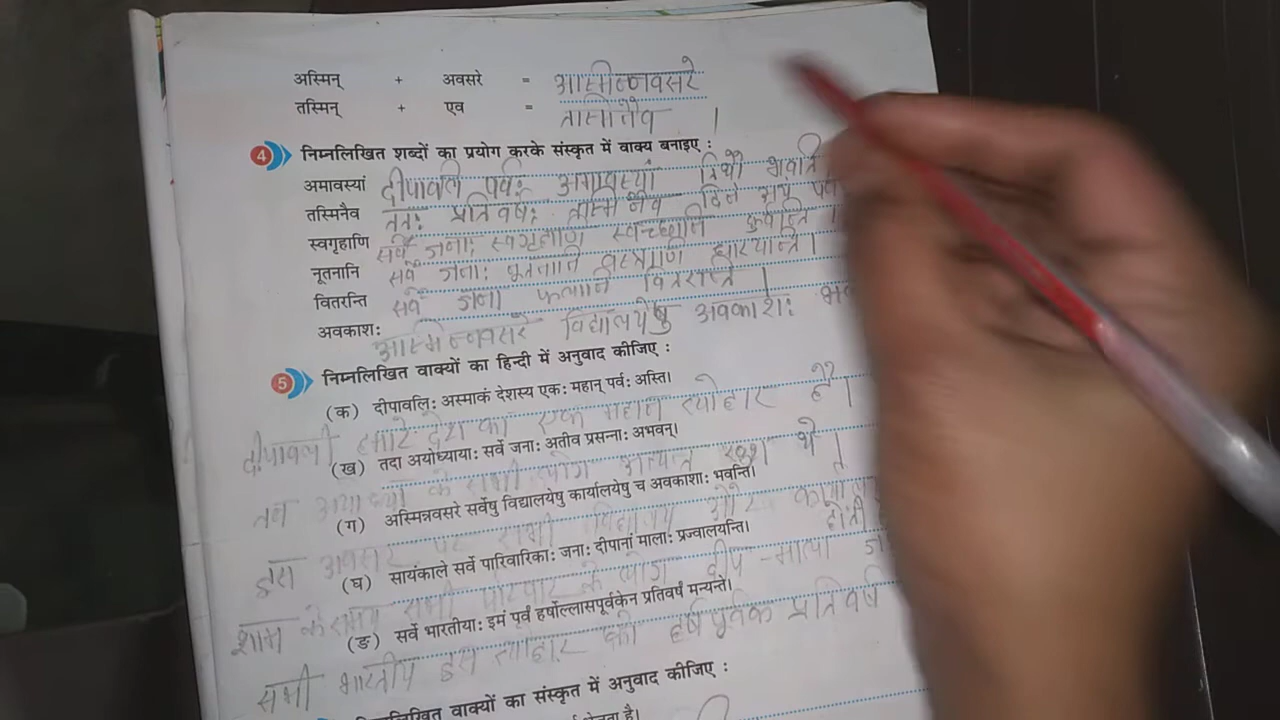 अस्मिन् + अवसरे = अस्मिन्नवसरे
तस्मिन् + एव = तस्मिनैव ।
4 निम्नलिखित शब्दों का प्रयोग करके संस्कृत में वाक्य बनाइए :
अमावस्यां दीपावलि पर्वः अमावस्यां तिथौ भवति
तस्मिनैव प्रतिवर्षः तस्मिनैव दिने
स्वगृहाणि सर्वे जनाः स्वगृहाणि स्वच्छानि कुर्वन्ति ।
नूतनानि सर्वे जनाः नूतनानि वस्त्राणि धारयन्ति ।
वितरन्ति सर्वे जना फलानि वितरन्ति ।
अवकाशः अस्मिन्नवसरे विद्यालयेषु अवकाशः
5 निम्नलिखित वाक्यों का हिन्दी में अनुवाद कीजिए :
(क) दीपावलिः अस्माकं देशस्य एकः महान् पर्वः अस्ति।
दीपावली हमारे देश का एक महान त्योहार है।
(ख) तदा अयोध्यायाः सर्वे जनाः अतीव प्रसन्नाः अभवन्।
तब अयोध्या के सभी लोग अत्यन्त खुश थे।
(ग) अस्मिन्नवसरे सर्वेषु विद्यालयेषु कार्यालयेषु च अवकाशाः भवन्ति।
इस अवसर पर सभी विद्यालय और
होती
(घ) सायंकाले सर्वे पारिवारिकाः जनाः दीपानां मालाः प्रज्वालयन्ति।
शाम के समय सभी परिवार के लोग दीप - माला
(ङ) सर्वे भारतीयाः इमं पूर्वं हर्षोल्लासपूर्वकेन प्रतिवर्षं मन्यन्ते।
सभी भारतीय इस त्योहार को हर्षपूर्वक प्रतिवर्ष
निम्नलिखित वाक्यों का संस्कृत में अनुवाद कीजिए :